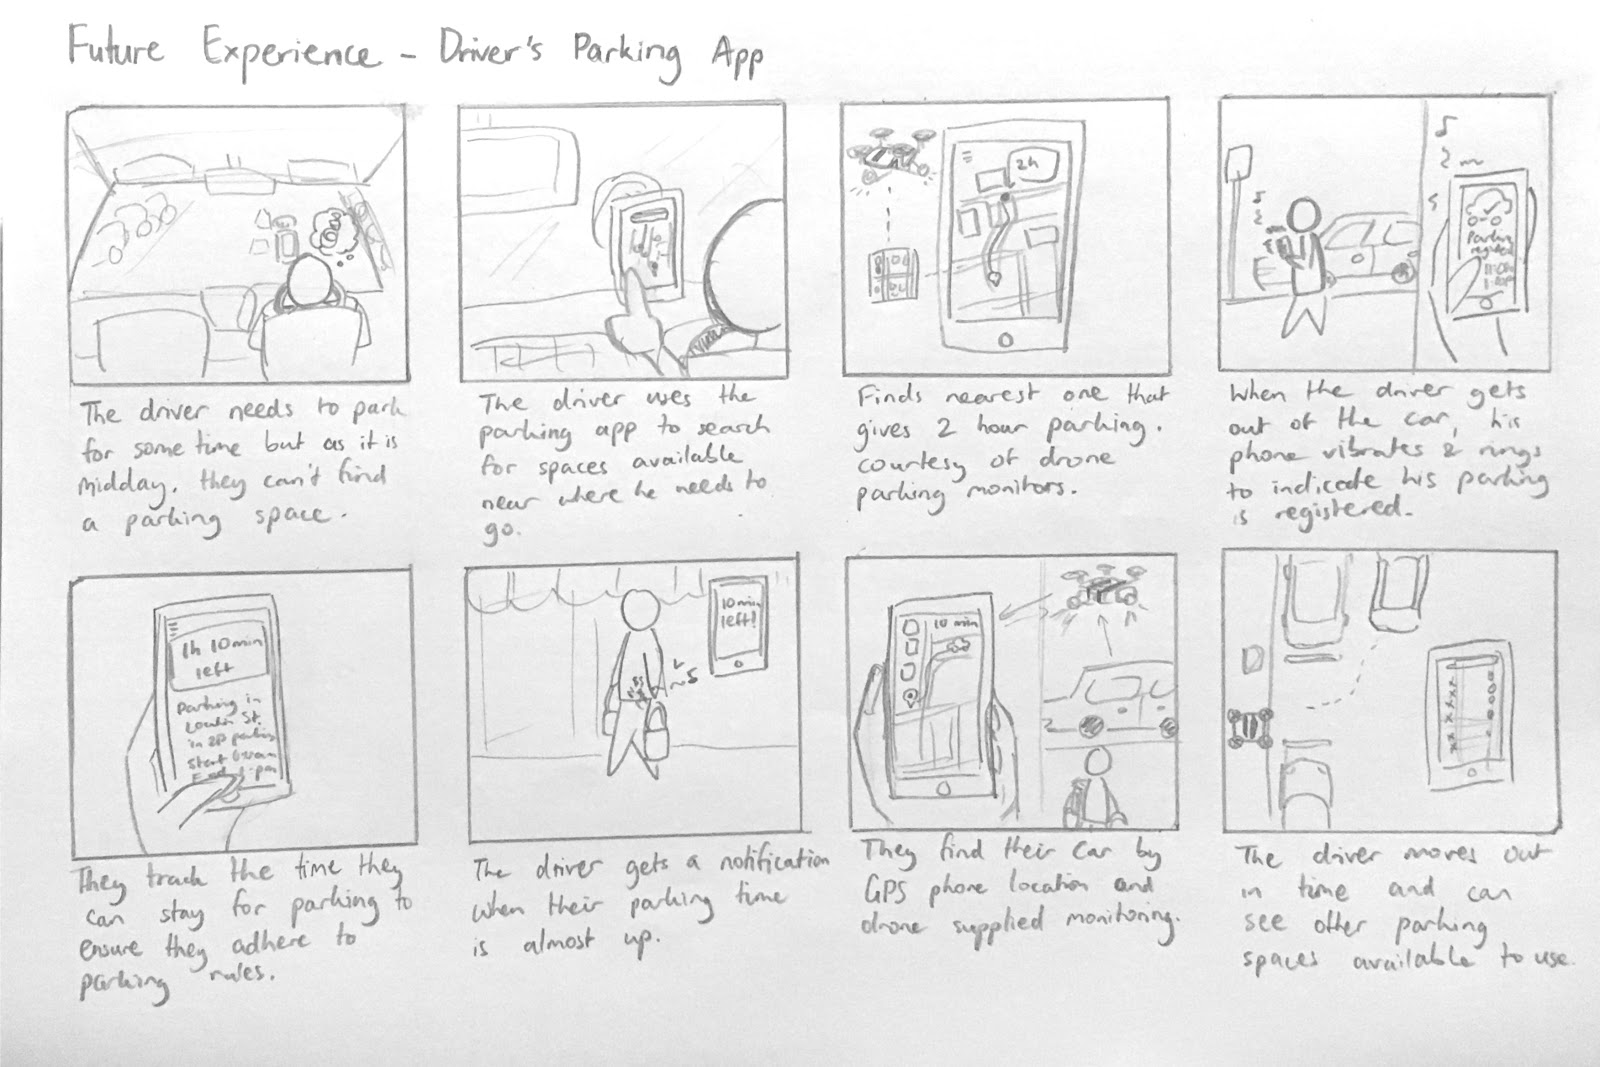 Future Experience - Driver's Parking App
2h
Parking
registered
The driver needs to park
for some time but as it is
midday, they can't find
a parking space.
The driver uses the
parking app to search
for spaces available
near where he needs to
go.
Finds nearest one that
gives 2 hour parking.
courtesy of drone
parking monitors.
When the driver gets
out of the car, his
phone vibrates & rings
to indicate his parking
is registered.
1h 10min
left
parking in
St.
in 2P parking
Start
End
10 min
left!
10 min
They track the time they
can stay for parking to
ensure they adhere to
parking rules.
The driver gets a notification
when their parking time
is almost up.
They find their car by
GPS phone location and
drone supplied monitoring.
The driver moves out
in time and can
see other parking
spaces available to use.